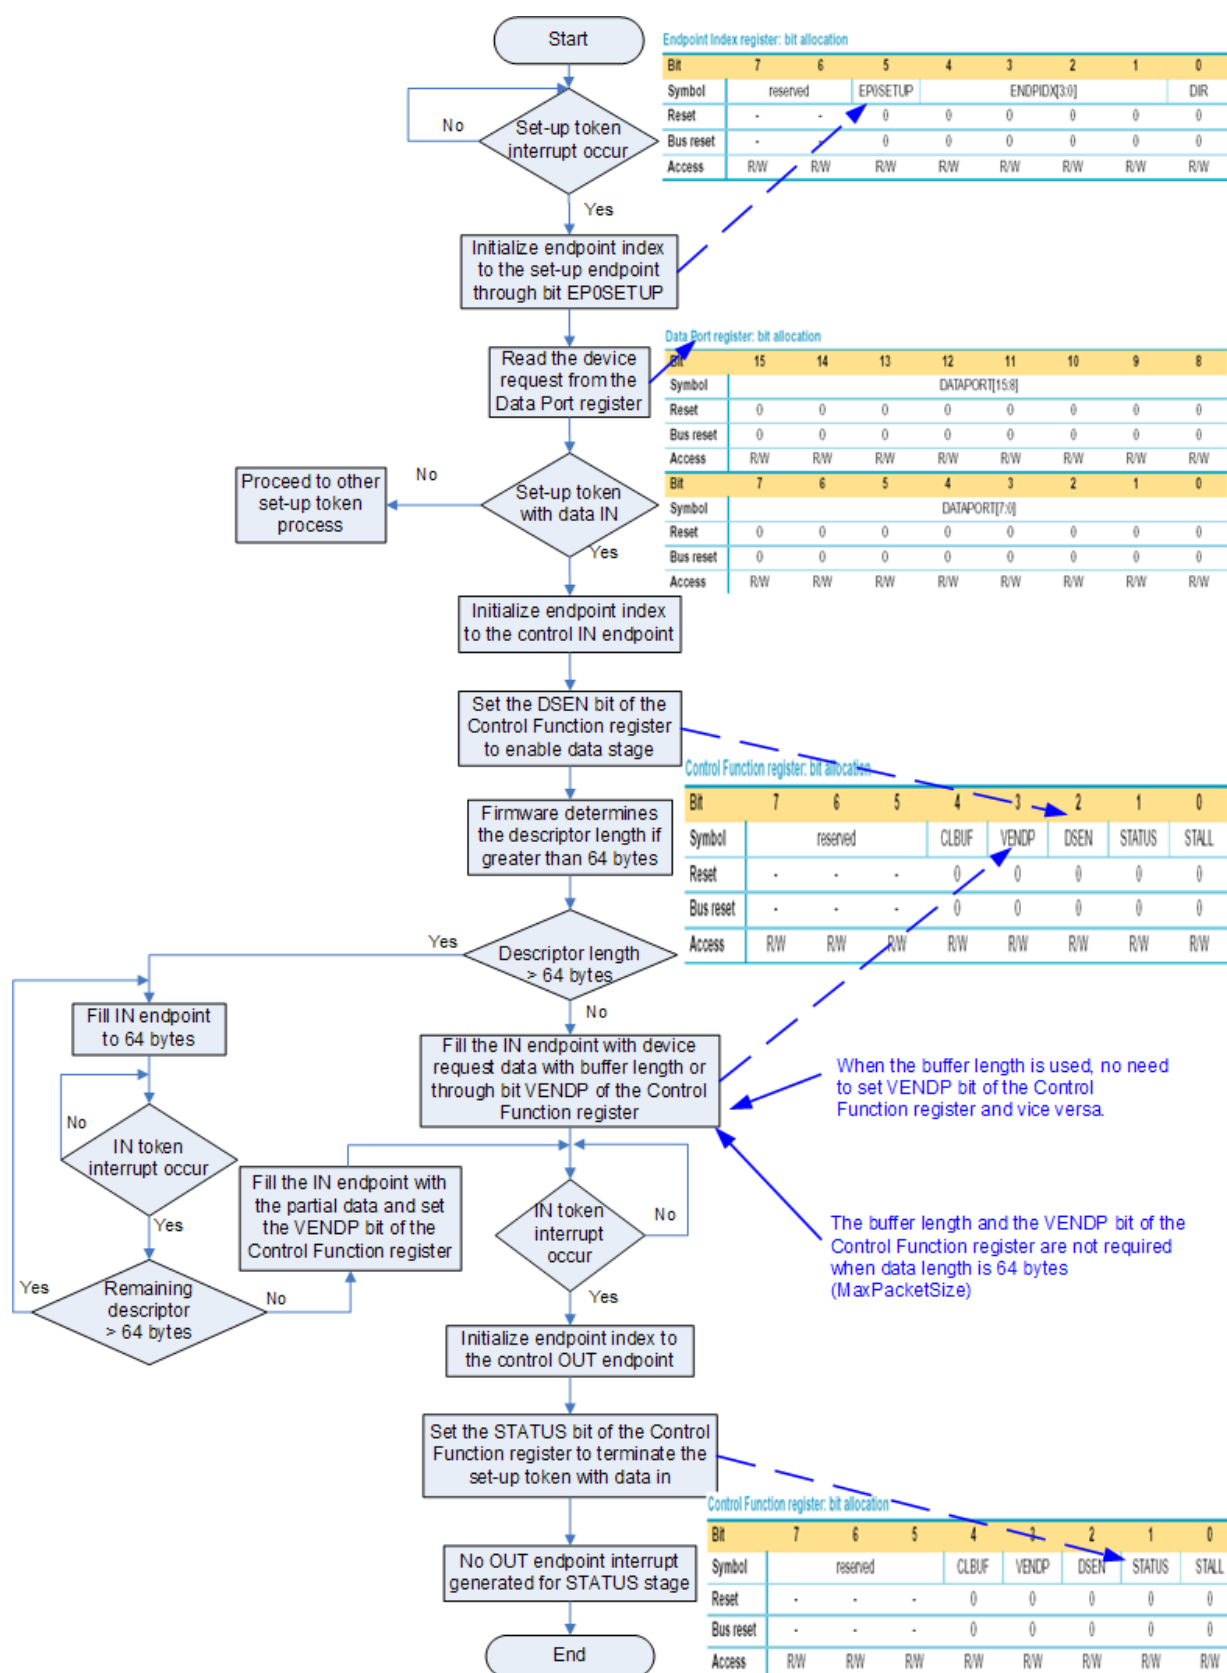 Start
Set-up token
interrupt occur
No
Yes
Initialize endpoint index
to the set-up endpoint
through bit EP0SETUP
Read the device
request from the
Data Port register
Set-up token
with data IN
No
Proceed to other
set-up token
process
Yes
Initialize endpoint index
to the control IN endpoint
Set the DSEN bit of the
Control Function register
to enable data stage
Firmware determines
the descriptor length if
greater than 64 bytes
Descriptor length
> 64 bytes
Yes
No
Fill IN endpoint
to 64 bytes
No
IN token
interrupt occur
Yes
Remaining
descriptor
> 64 bytes
Yes
No
Fill the IN endpoint with
the partial data and set
the VENDP bit of the
Control Function register
Fill the IN endpoint with device
request data with buffer length or
through bit VENDP of the Control
Function register
IN token
interrupt
occur
No
Yes
Initialize endpoint index to
the control OUT endpoint
Set the STATUS bit of the Control
Function register to terminate the
set-up token with data in
No OUT endpoint interrupt
generated for STATUS stage
End
Endpoint Index register: bit allocation
Bit 7 6 5 4 3 2 1 0
Symbol reserved EP0SETUP ENDPIDX[3:0] DIR
Reset - - 0 0 0 0 0 0
Bus reset - - 0 0 0 0 0 0
Access R/W R/W R/W R/W R/W R/W R/W R/W
Data Port register: bit allocation
Bit 15 14 13 12 11 10 9 8
Symbol DATAPORT[15:8]
Reset 0 0 0 0 0 0 0 0
Bus reset 0 0 0 0 0 0 0 0
Access R/W R/W R/W R/W R/W R/W R/W R/W
Bit 7 6 5 4 3 2 1 0
Symbol DATAPORT[7:0]
Reset 0 0 0 0 0 0 0 0
Bus reset 0 0 0 0 0 0 0 0
Access R/W R/W R/W R/W R/W R/W R/W R/W
Control Function register: bit allocation
Bit 7 6 5 4 3 2 1 0
Symbol reserved CLBUF VENDP DSEN STATUS STALL
Reset - - - 0 0 0 0 0
Bus reset - - - 0 0 0 0 0
Access R/W R/W R/W R/W R/W R/W R/W R/W
When the buffer length is used, no need
to set VENDP bit of the Control
Function register and vice versa.
The buffer length and the VENDP bit of the
Control Function register are not required
when data length is 64 bytes
(MaxPacketSize)
Control Function register: bit allocation
Bit 7 6 5 4 3 2 1 0
Symbol reserved CLBUF VENDP DSEN STATUS STALL
Reset - - - 0 0 0 0 0
Bus reset - - - 0 0 0 0 0
Access R/W R/W R/W R/W R/W R/W R/W R/W